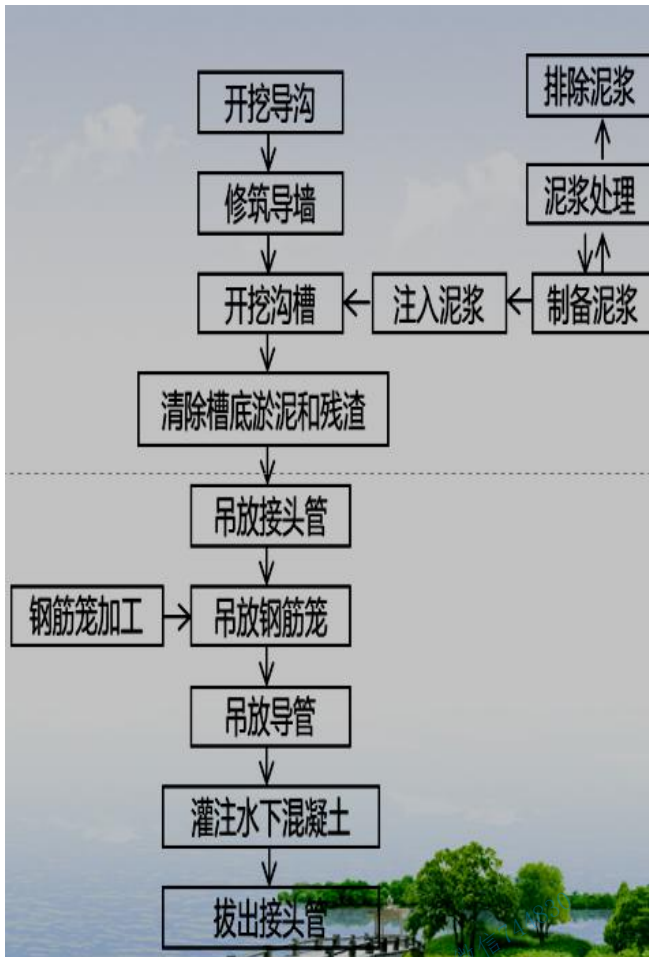 开挖导沟
排除泥浆
修筑导墙
泥浆处理
开挖沟槽
注入泥浆
制备泥浆
清除槽底淤泥和残渣
吊放接头管
钢筋笼加工
吊放钢筋笼
吊放导管
灌注水下混凝土
拔出接头管